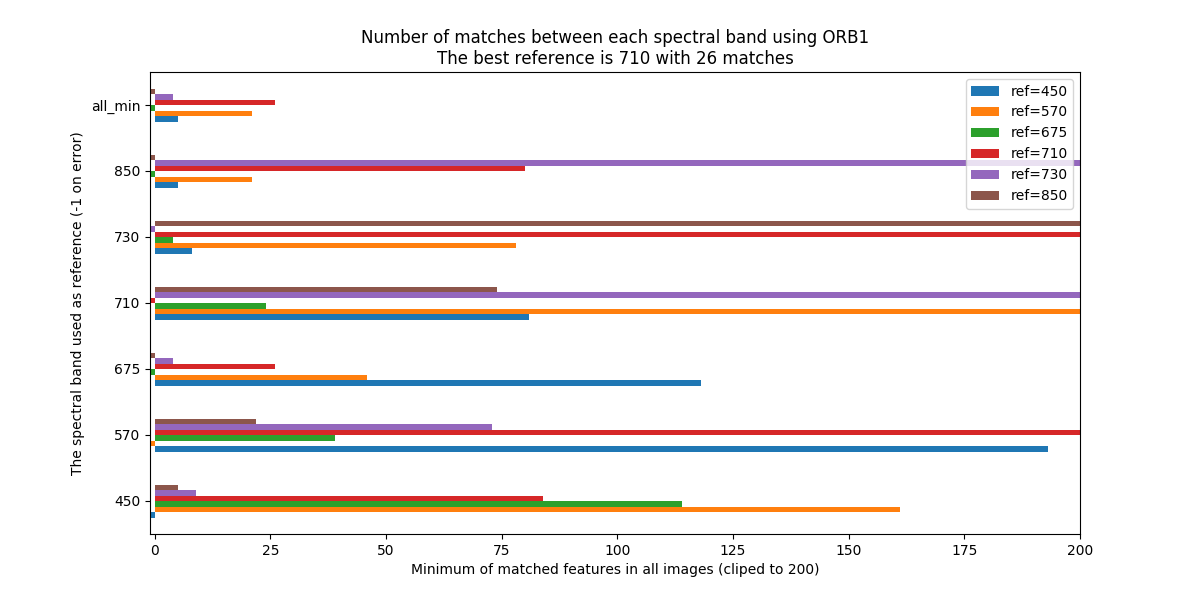 Number of matches between each spectral band using ORB1
The best reference is 710 with 26 matches
The spectral band used as reference (-1 on error)
all_min
850
730
710
675
570
450
ref=450
ref=570
ref=675
ref=710
ref=730
ref=850
0 25 50 75 100 125 150 175 200
Minimum of matched features in all images (cliped to 200)